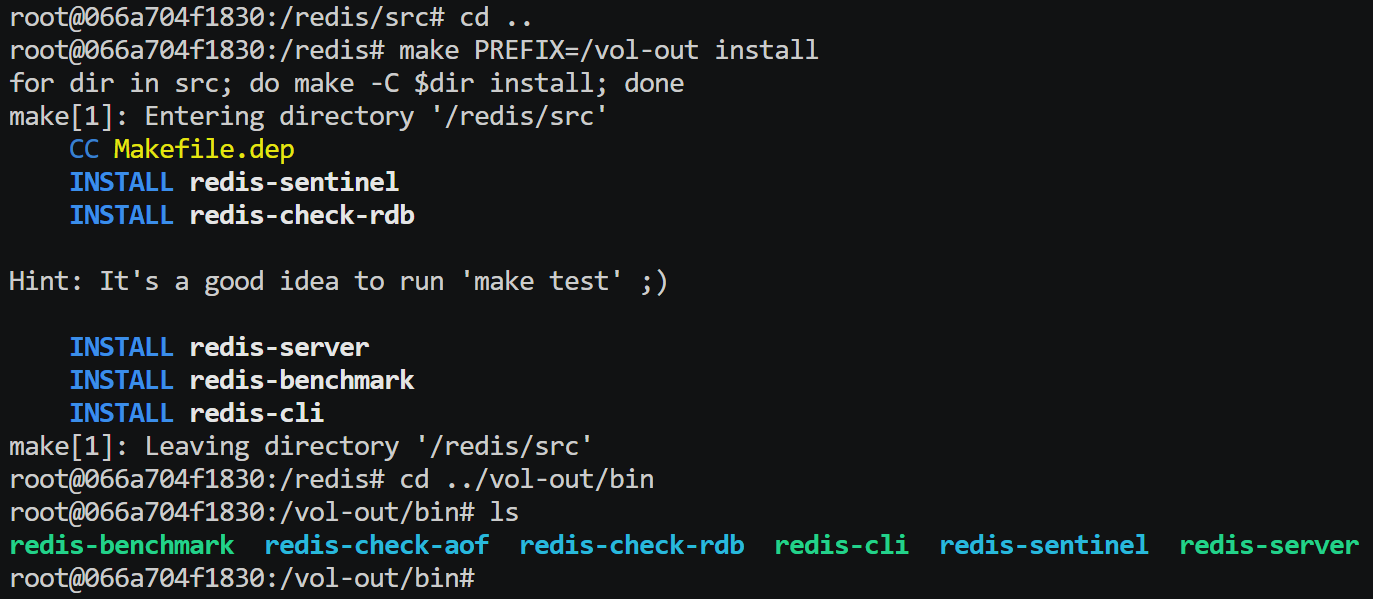 root@066a704f1830:/redis/src# cd ..
root@066a704f1830:/redis# make PREFIX=/vol-out install
for dir in src; do make -C $dir install; done
make[1]: Entering directory '/redis/src'
    CC Makefile.dep
    INSTALL redis-sentinel
    INSTALL redis-check-rdb

Hint: It's a good idea to run 'make test' ;)

    INSTALL redis-server
    INSTALL redis-benchmark
    INSTALL redis-cli
make[1]: Leaving directory '/redis/src'
root@066a704f1830:/redis# cd ../vol-out/bin
root@066a704f1830:/vol-out/bin# ls
redis-benchmark  redis-check-aof  redis-check-rdb  redis-cli  redis-sentinel  redis-server
root@066a704f1830:/vol-out/bin#